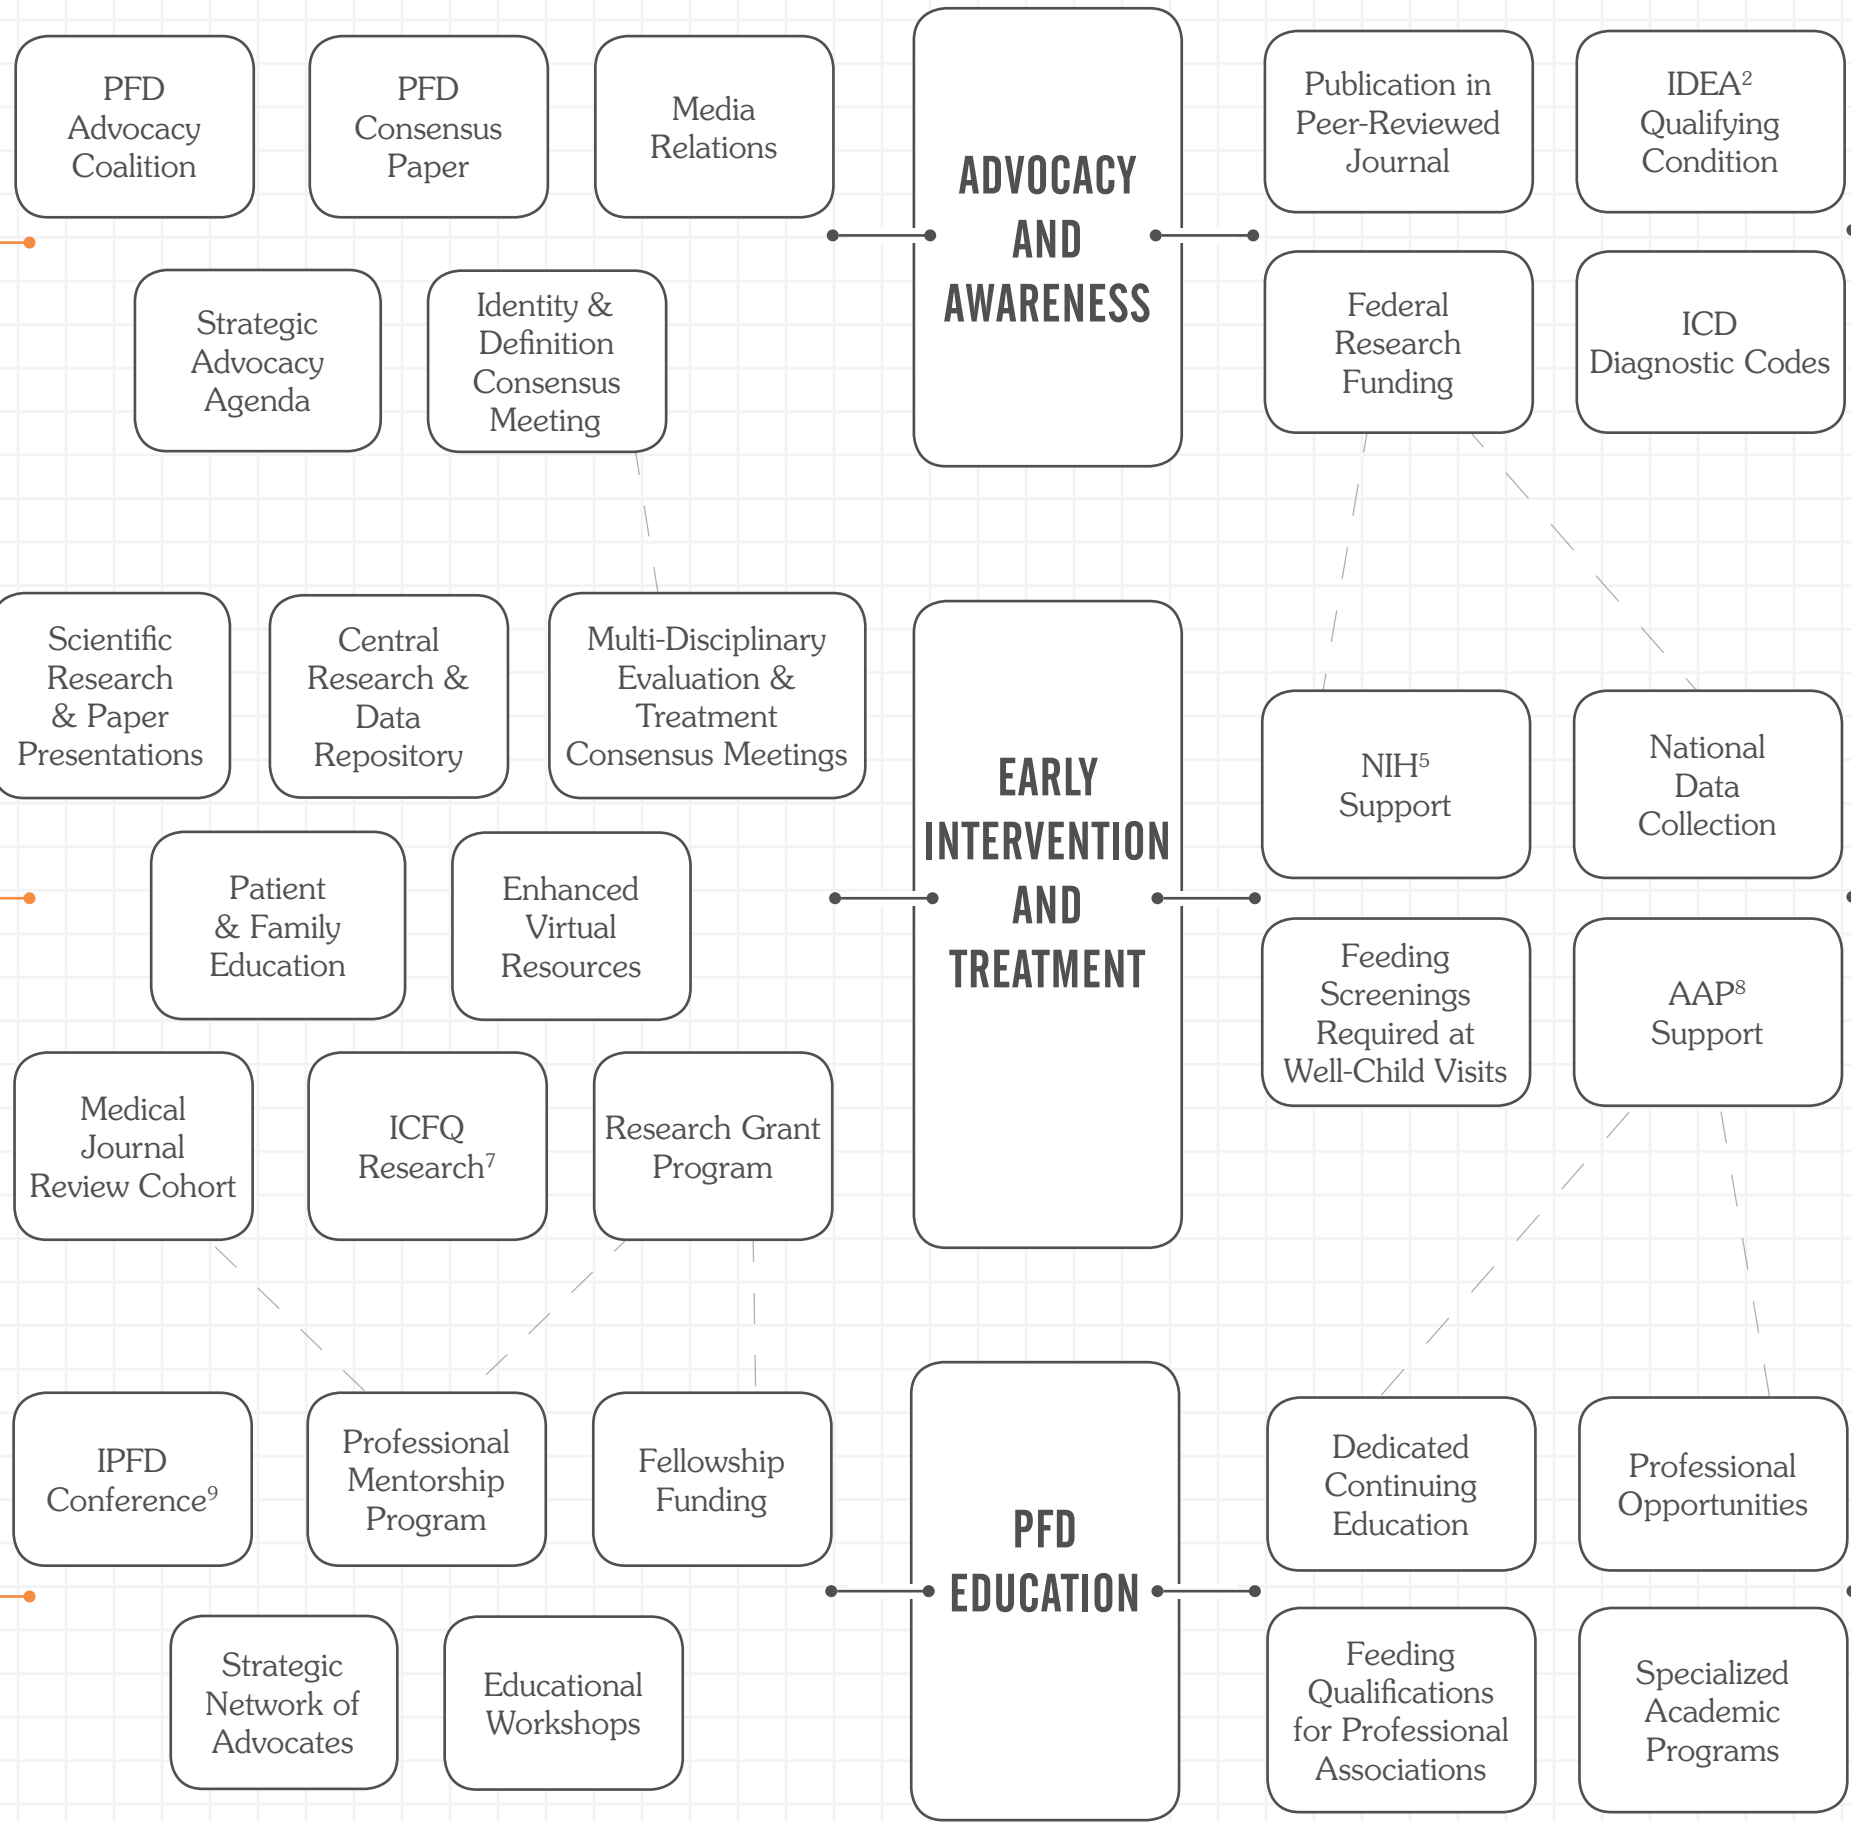 PFD
Advocacy
Coalition
PFD
Consensus
Paper
Media
Relations
Strategic
Advocacy
Agenda
Identity &
Definition
Consensus
Meeting
ADVOCACY
AND
AWARENESS
Publication in
Peer-Reviewed
Journal
IDEA²
Qualifying
Condition
Federal
Research
Funding
ICD
Diagnostic Codes
Scientific
Research
& Paper
Presentations
Central
Research &
Data
Repository
Multi-Disciplinary
Evaluation &
Treatment
Consensus Meetings
Patient
& Family
Education
Enhanced
Virtual
Resources
Medical
Journal
Review Cohort
ICFQ
Research⁷
Research Grant
Program
EARLY
INTERVENTION
AND
TREATMENT
NIH⁵
Support
National
Data
Collection
Feeding
Screenings
Required at
Well-Child Visits
AAP⁸
Support
IPFD
Conference⁹
Professional
Mentorship
Program
Fellowship
Funding
Strategic
Network of
Advocates
Educational
Workshops
PFD
EDUCATION
Dedicated
Continuing
Education
Professional
Opportunities
Feeding
Qualifications
for Professional
Associations
Specialized
Academic
Programs